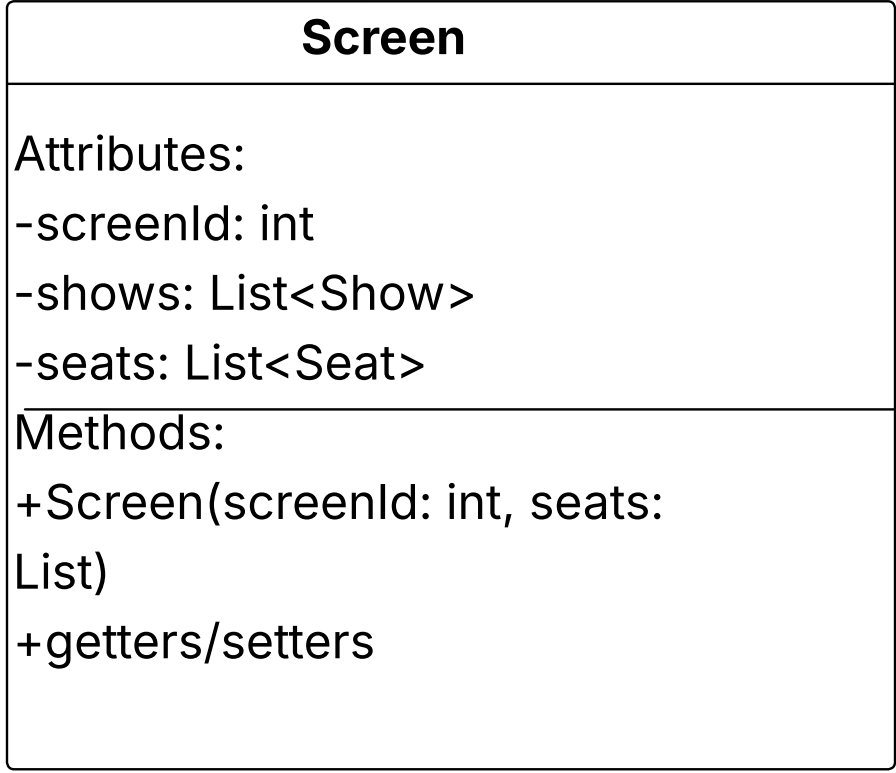 Screen
Attributes:
-screenId: int
-shows: List<Show>
-seats: List<Seat>
Methods:
+Screen(screenId: int, seats:
List)
+getters/setters